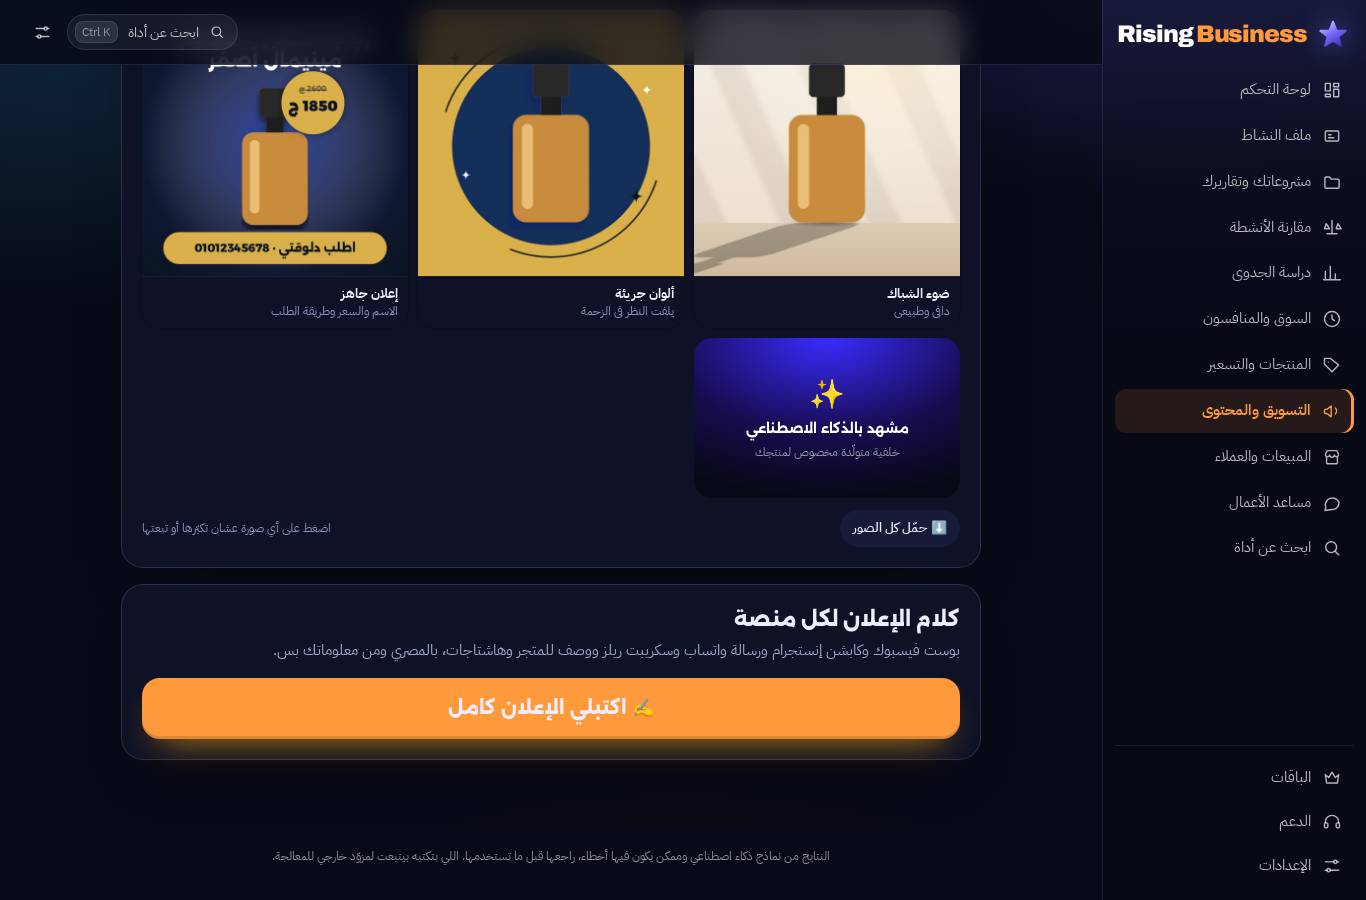 Rising Business
ابحث عن أداة
Ctrl K
لوحة التحكم
ملف النشاط
مشروعاتك وتقاريرك
مقارنة الأنشطة
دراسة الجدوى
السوق والمنافسون
المنتجات والتسعير
التسويق والمحتوى
المبيعات والعملاء
مساعد الأعمال
ابحث عن أداة
الباقات
الدعم
الإعدادات
مينيمال أصفر
2600 ج
1850 ج
اطلب دلوقتي · 01012345678
ضوء الشباك
دافي وطبيعي
ألوان جريئة
يلفت النظر في الزحمة
إعلان جاهز
الاسم والسعر وطريقة الطلب
مشهد بالذكاء الاصطناعي
خلفية متولّدة مخصوص لمنتجك
حمّل كل الصور
اضغط على أي صورة عشان تكبّرها أو تبعتها
كلام الإعلان لكل منصة
بوست فيسبوك وكابشن إنستجرام ورسالة واتساب وسكريبت ريلز ووصف للمتجر وهاشتاجات، بالمصري ومن معلوماتك بس.
اكتبلي الإعلان كامل
النتايج من نماذج ذكاء اصطناعي وممكن يكون فيها أخطاء، راجعها قبل ما تستخدمها. اللي بتكتبه بيتبعت لمزوّد خارجي للمعالجة.